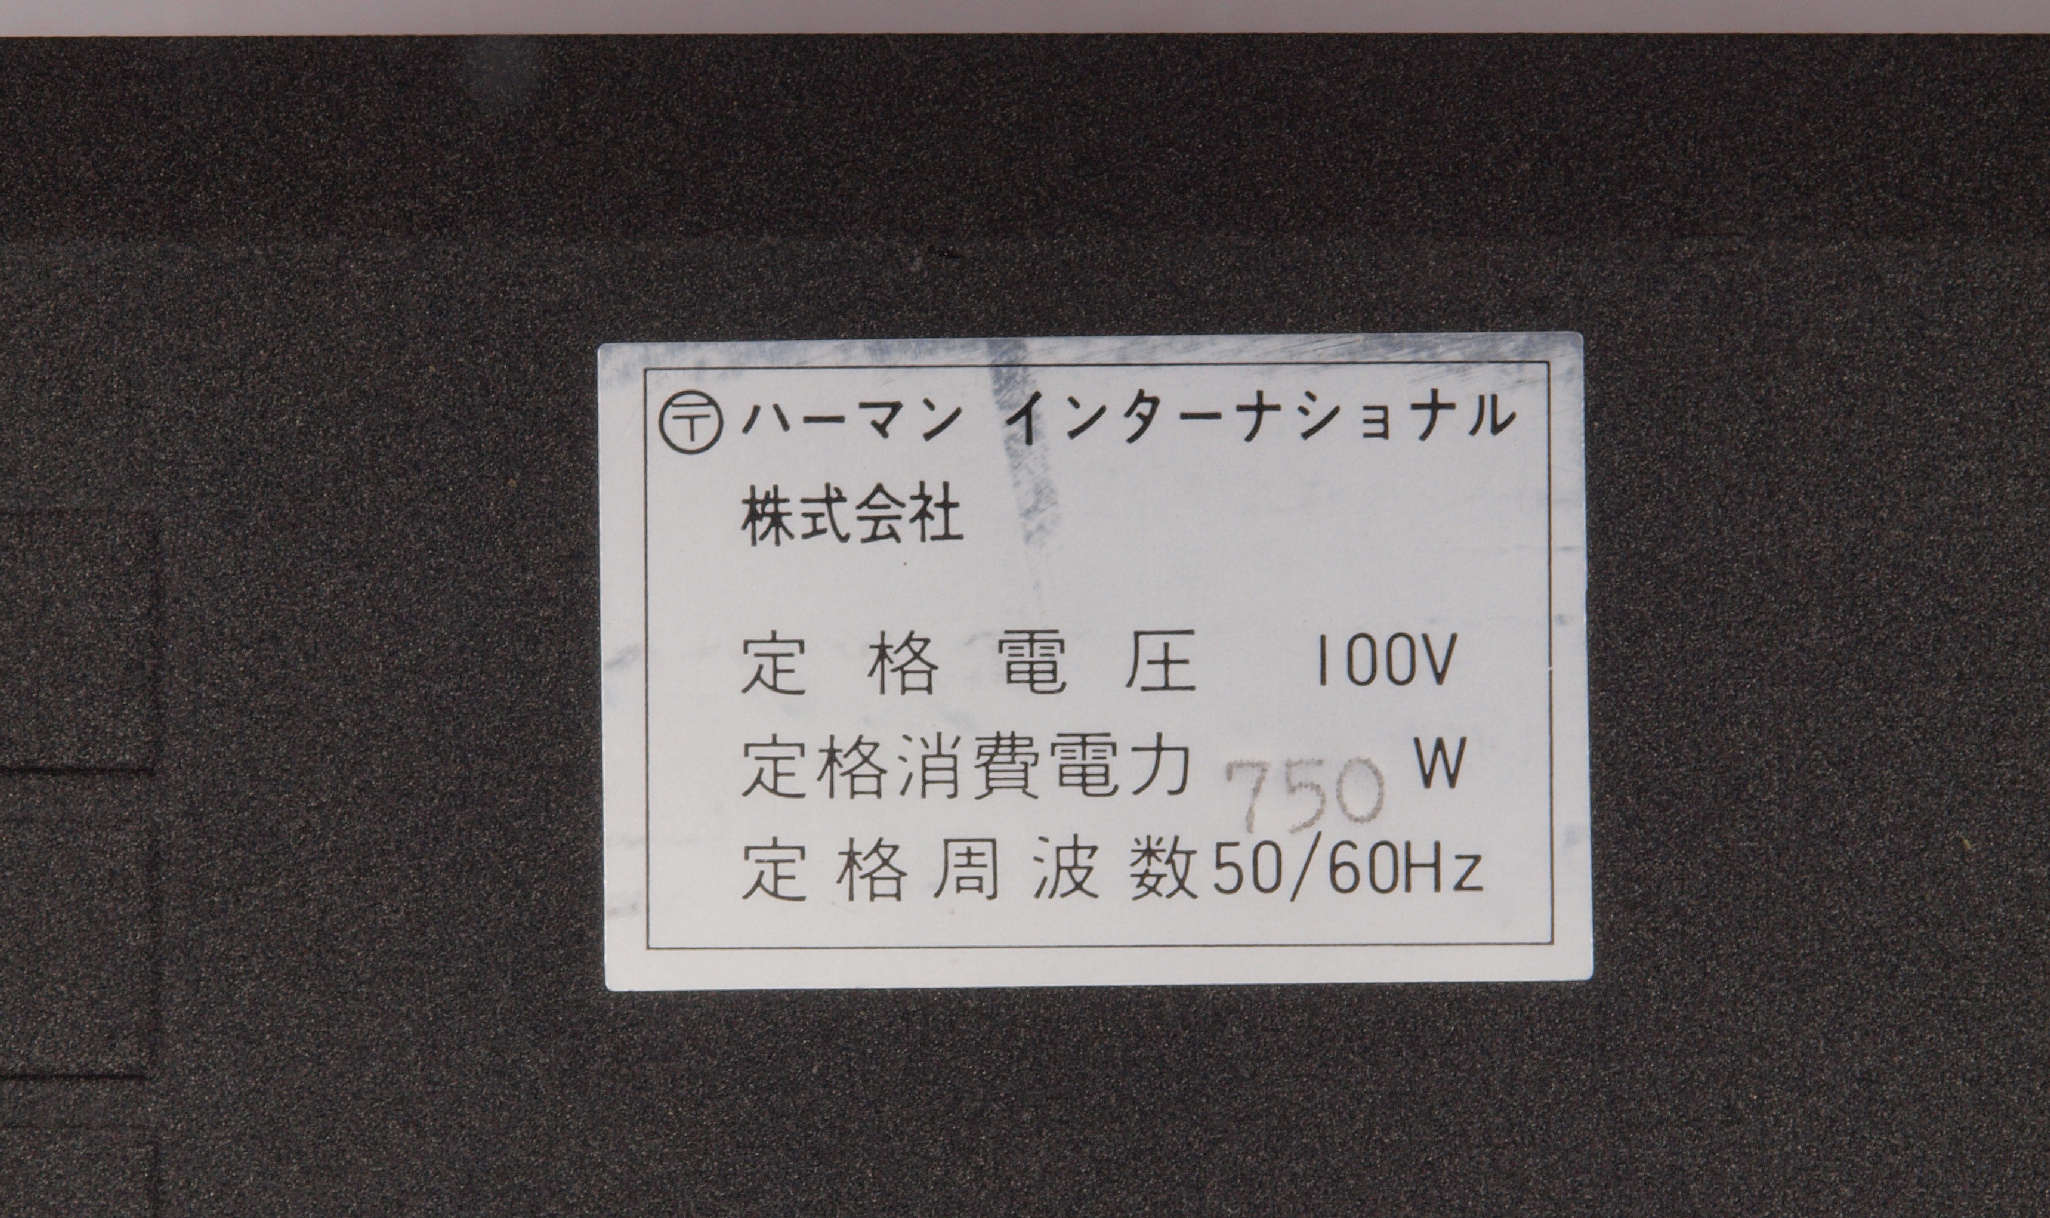 〶ハーマン インターナショナル
株式会社
定格電圧 100V
定格消費電力 750 W
定格周波数 50/60Hz